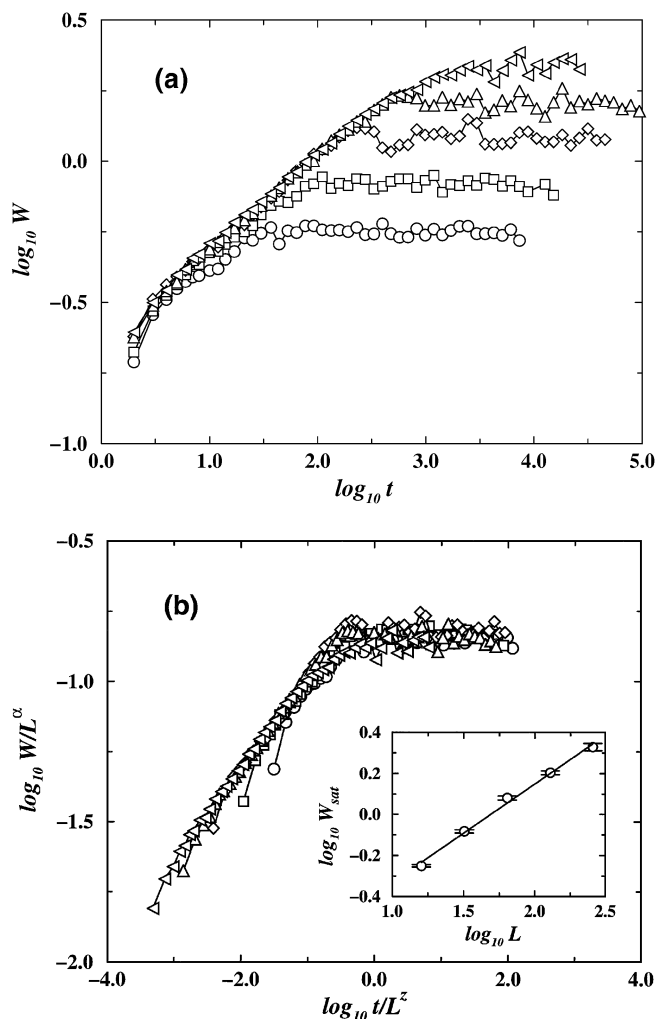 0.5
(a)
0.0
log10 W
−0.5
−1.0
0.0 1.0 2.0 3.0 4.0 5.0
log10 t
−0.5
(b)
−1.0
log10 W/L^α
−1.5
−2.0
−4.0 −2.0 0.0 2.0 4.0
log10 t/L^z
0.4
0.2
0.0
log10 Wsat
−0.2
−0.4
1.0 1.5 2.0 2.5
log10 L